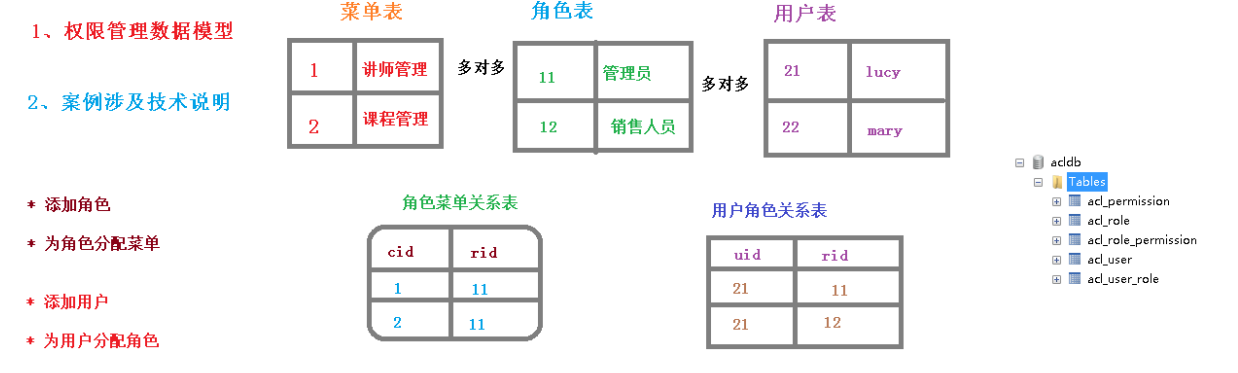 1、权限管理数据模型
2、案例涉及技术说明
* 添加角色
* 为角色分配菜单
* 添加用户
* 为用户分配角色
菜单表
1 讲师管理
2 课程管理
多对多
角色表
11 管理员
12 销售人员
多对多
用户表
21 lucy
22 mary
角色菜单关系表
cid rid
1 11
2 11
用户角色关系表
uid rid
21 11
21 12
acldb
Tables
acl_permission
acl_role
acl_role_permission
acl_user
acl_user_role